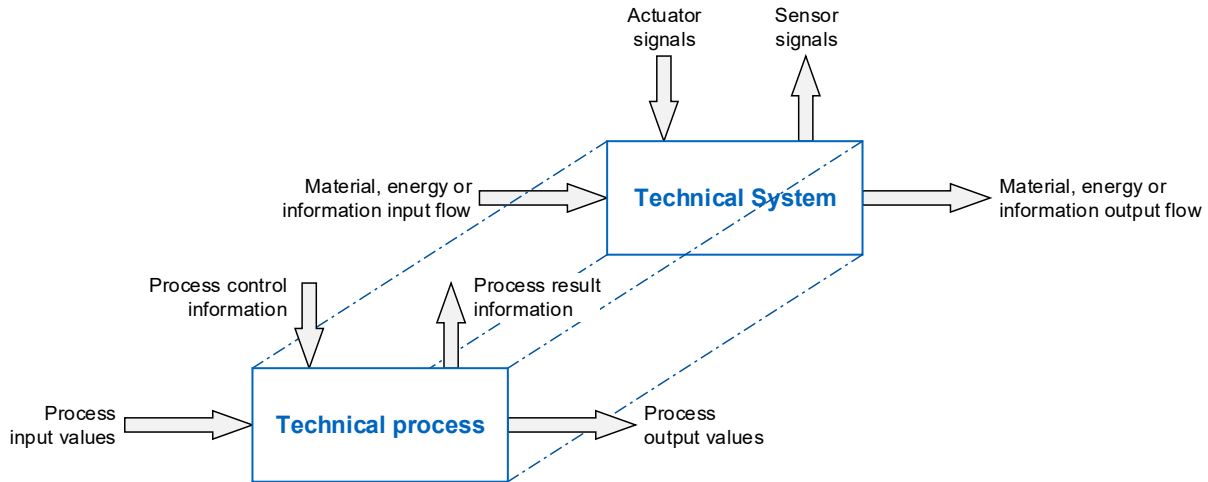 Actuator
signals
Sensor
signals
Material, energy or
information input flow
Technical System
Material, energy or
information output flow
Process control
information
Process result
information
Process
input values
Technical process
Process
output values